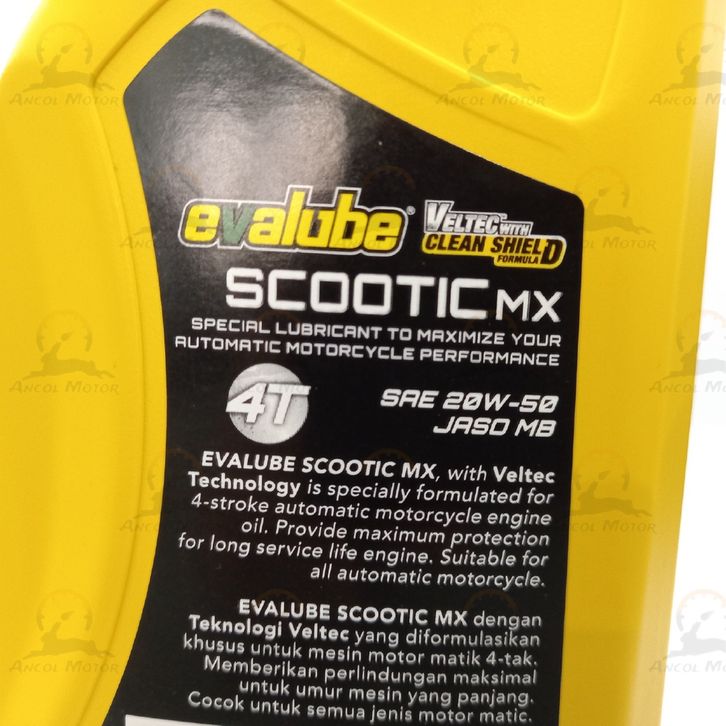 evalube®
VELTEC™ WITH
CLEAN SHIELD
FORMULA
SCOOTIC MX
SPECIAL LUBRICANT TO MAXIMIZE YOUR
AUTOMATIC MOTORCYCLE PERFORMANCE
4T
SAE 20W-50
JASO MB
EVALUBE SCOOTIC MX, with Veltec
Technology is specially formulated for
4-stroke automatic motorcycle engine
oil. Provide maximum protection
for long service life engine. Suitable for
all automatic motorcycle.
EVALUBE SCOOTIC MX dengan
Teknologi Veltec yang diformulasikan
khusus untuk mesin motor matik 4-tak.
Memberikan perlindungan maksimal
untuk umur mesin yang panjang.
Cocok untuk semua jenis motor matic.
ANCOL MOTOR